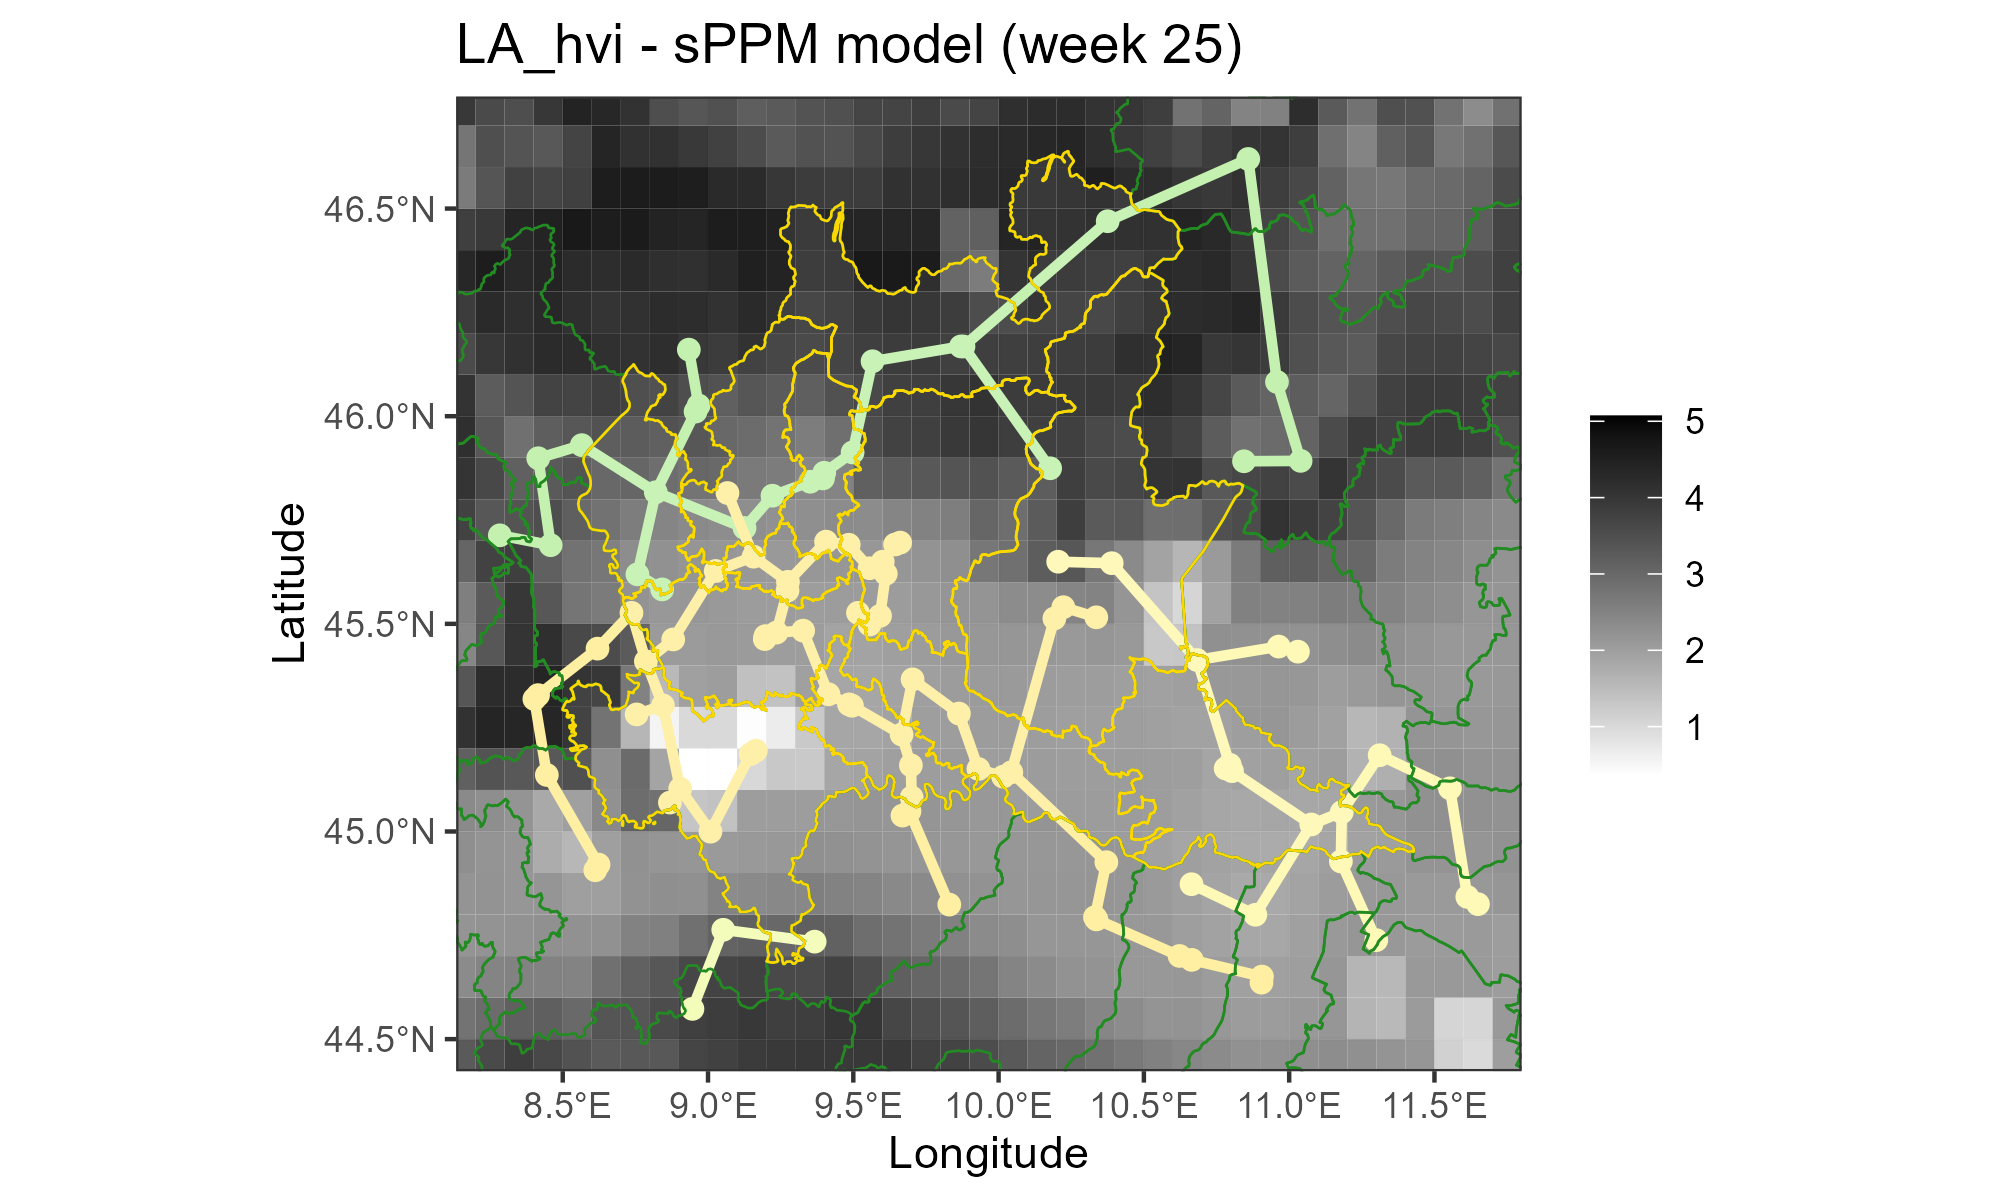 LA_hvi - sPPM model (week 25)
46.5°N
46.0°N
45.5°N
45.0°N
44.5°N
Latitude
8.5°E 9.0°E 9.5°E 10.0°E 10.5°E 11.0°E 11.5°E
Longitude
5
4
3
2
1